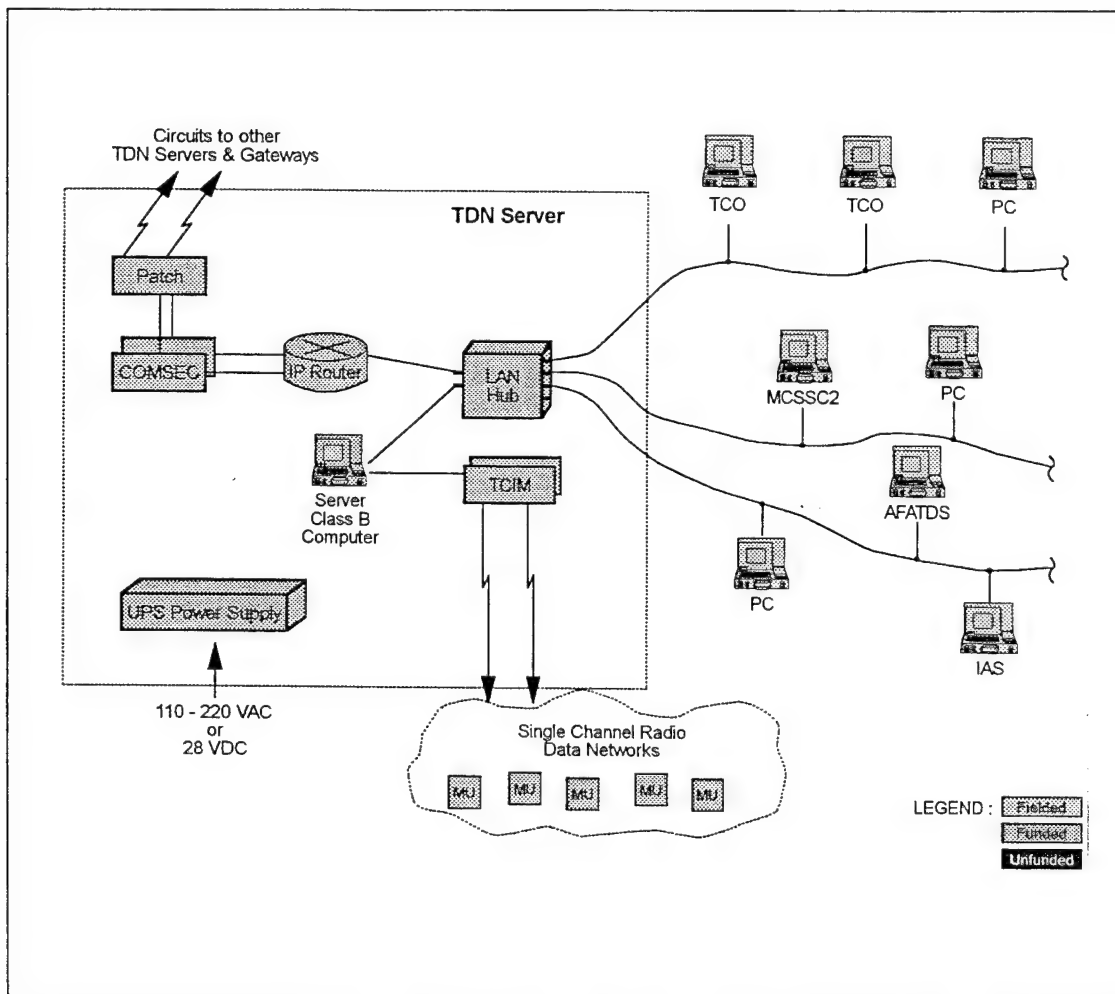 Circuits to other
TDN Servers & Gateways
TDN Server
TCO
TCO
PC
Patch
COMSEC
IP Router
LAN
Hub
MCSSC2
PC
Server
Class B
Computer
TCIM
AFATDS
PC
UPS Power Supply
IAS
110 - 220 VAC
or
28 VDC
Single Channel Radio
Data Networks
MU
MU
MU
MU
MU
LEGEND :
Fielded
Funded
Unfunded